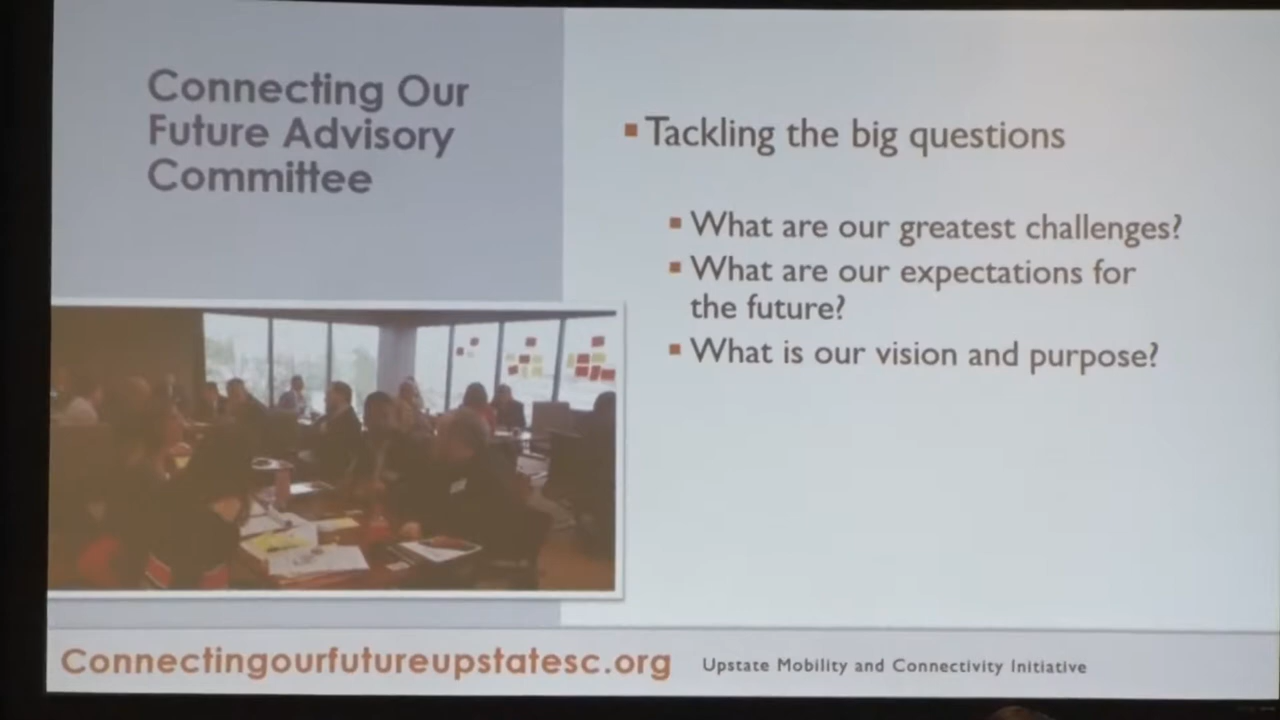 Connecting Our
Future Advisory
Committee
Tackling the big questions
What are our greatest challenges?
What are our expectations for
the future?
What is our vision and purpose?
Connectingourfutureupstatesc.org
Upstate Mobility and Connectivity Initiative